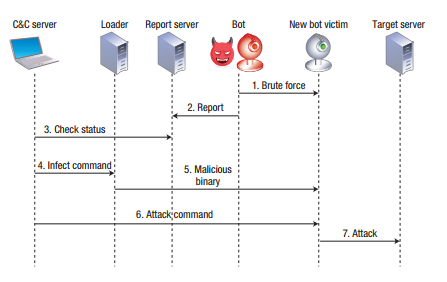 C&C server
Loader
Report server
Bot
New bot victim
Target server
1. Brute force
2. Report
3. Check status
4. Infect command
5. Malicious
binary
6. Attack command
7. Attack